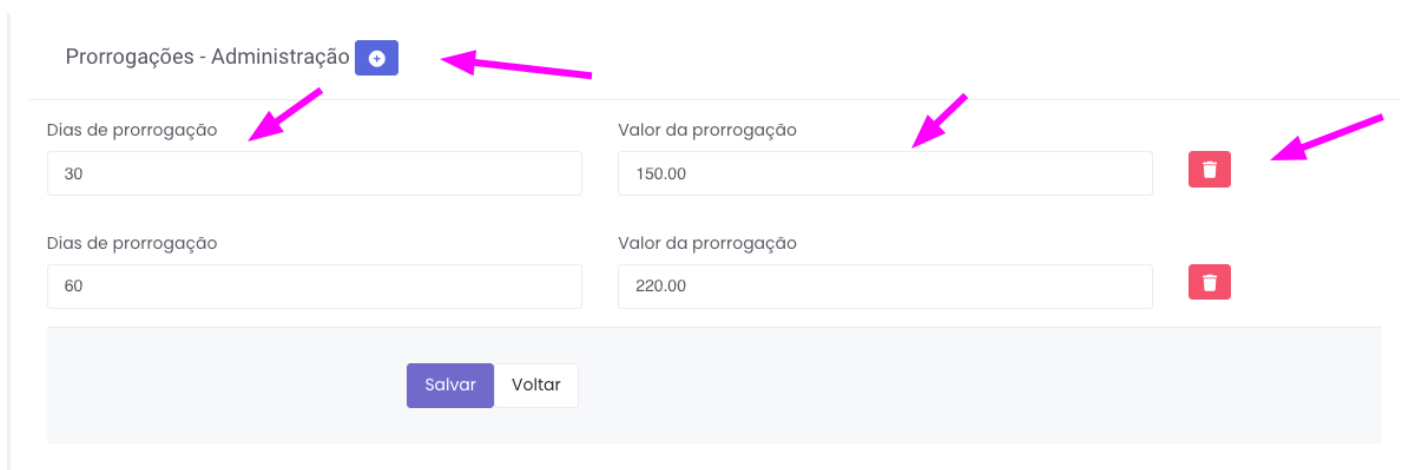 Prorrogações - Administração
Dias de prorrogação Valor da prorrogação
30 150.00
Dias de prorrogação Valor da prorrogação
60 220.00
Salvar Voltar